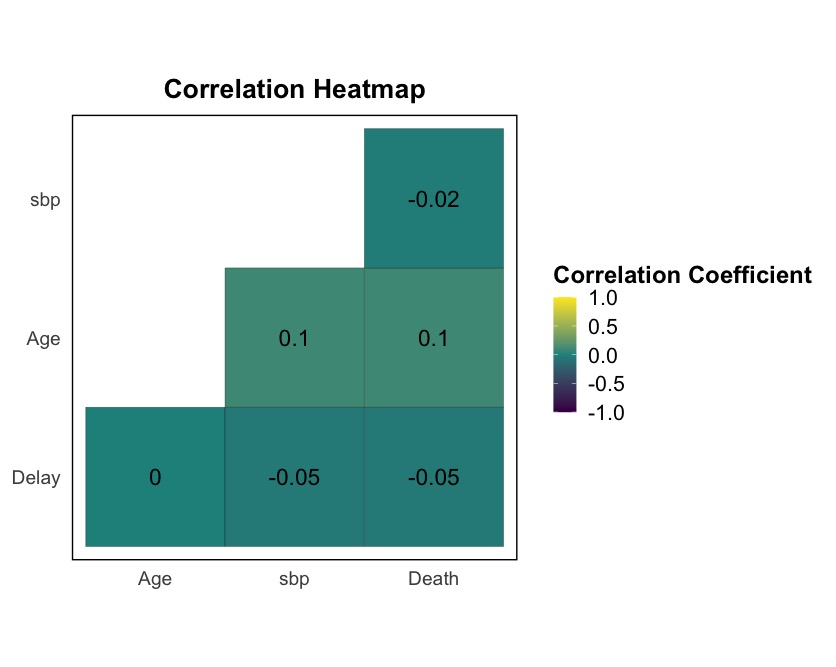 Correlation Heatmap
sbp
-0.02
Age
0.1
0.1
Delay
0
-0.05
-0.05
Age
sbp
Death
Correlation Coefficient
1.0
0.5
0.0
-0.5
-1.0